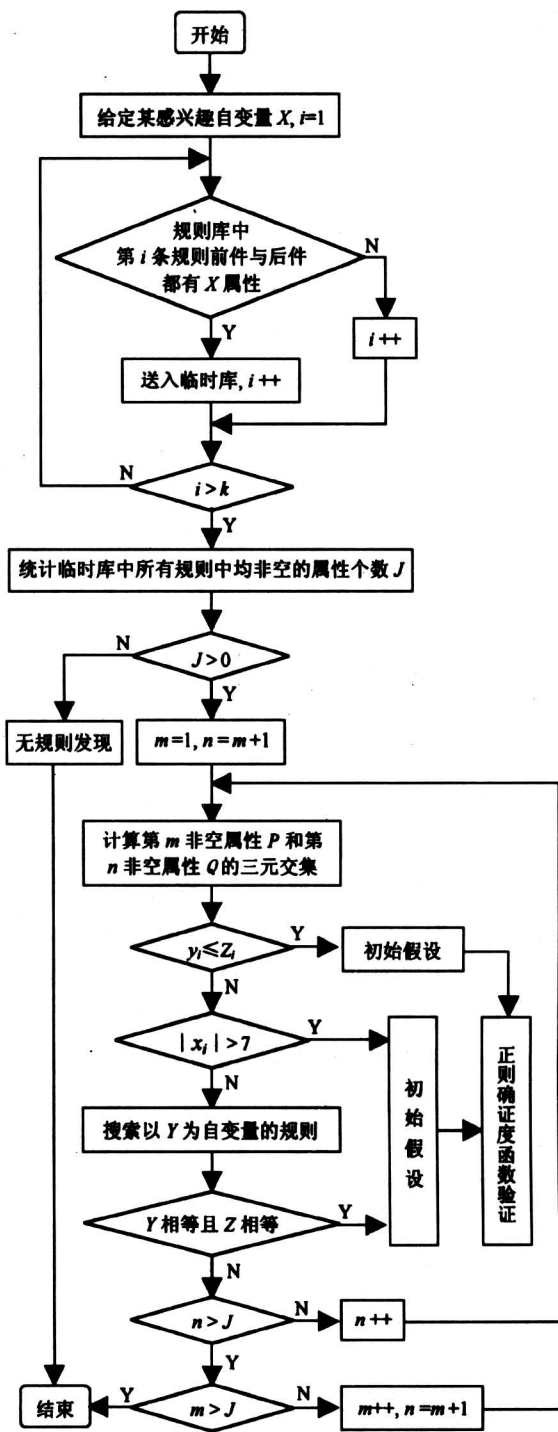 开始
给定某感兴趣自变量 X, i=1
规则库中
第 i 条规则前件与后件
都有 X 属性
N
i ++
Y
送入临时库, i ++
N
i > k
Y
统计临时库中所有规则中均非空的属性个数 J
N
J > 0
Y
无规则发现
m=1, n=m+1
计算第 m 非空属性 P 和第
n 非空属性 Q 的三元交集
yᵢ≤Zᵢ
Y
初始假设
N
| xᵢ | > 7
Y
初始假设
正则确证度函数验证
N
搜索以 Y 为自变量的规则
Y 相等且 Z 相等
Y
N
n > J
N
n ++
Y
结束
Y
m > J
N
m++, n=m+1